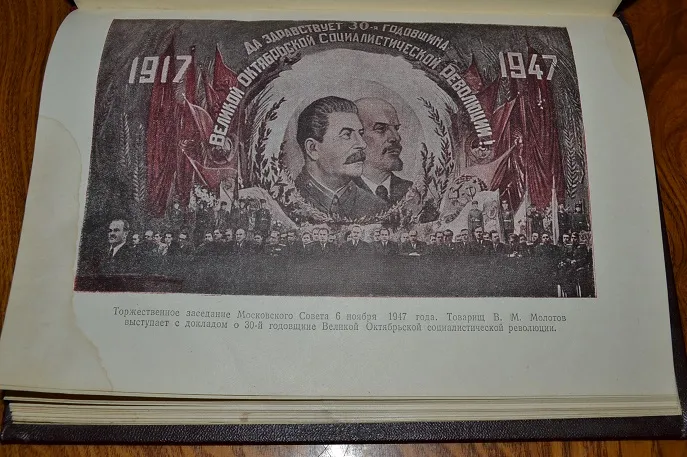 ДА ЗДРАВСТВУЕТ 30-я ГОДОВЩИНА
ВЕЛИКОЙ ОКТЯБРЬСКОЙ СОЦИАЛИСТИЧЕСКОЙ РЕВОЛЮЦИИ!
1917
1947
Торжественное заседание Московского Совета 6 ноября 1947 года. Товарищ В. М. Молотов
выступает с докладом о 30-й годовщине Великой Октябрьской социалистической революции.